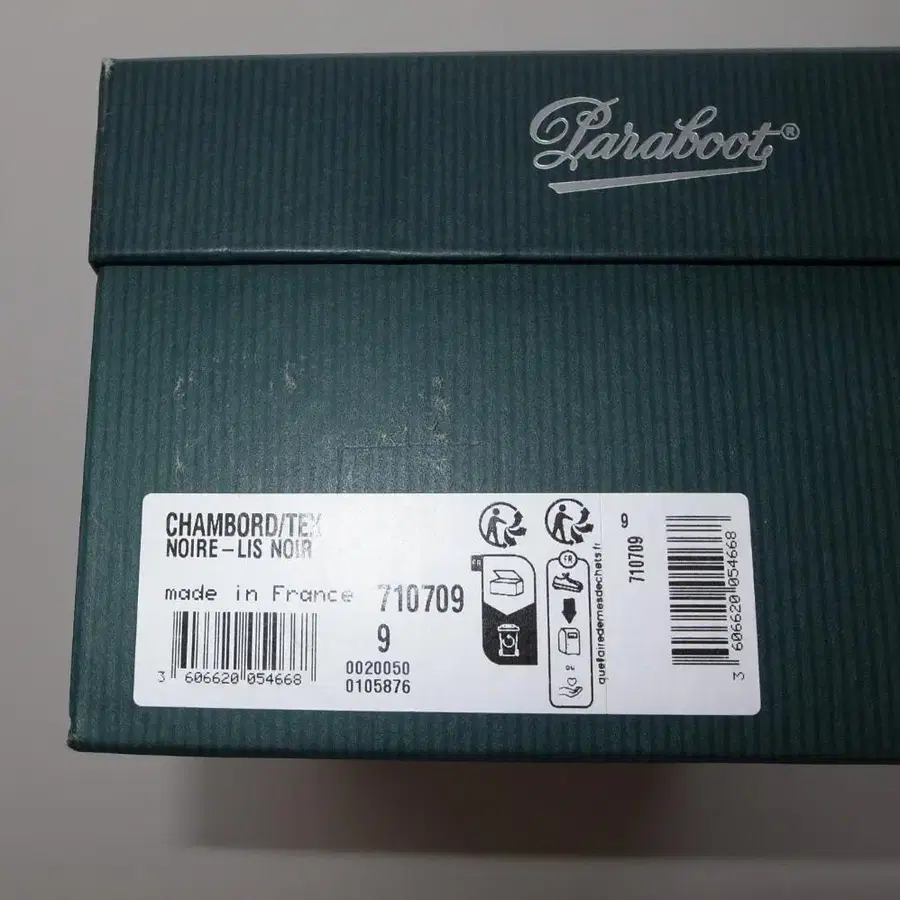 Paraboot®
CHAMBORD/TEX
NOIRE-LIS NOIR
made in France 710709
9
0020050
0105876
3 606620 054668
FR
FR
quefairedemesdechets.fr
9
710709
3 606620 054668